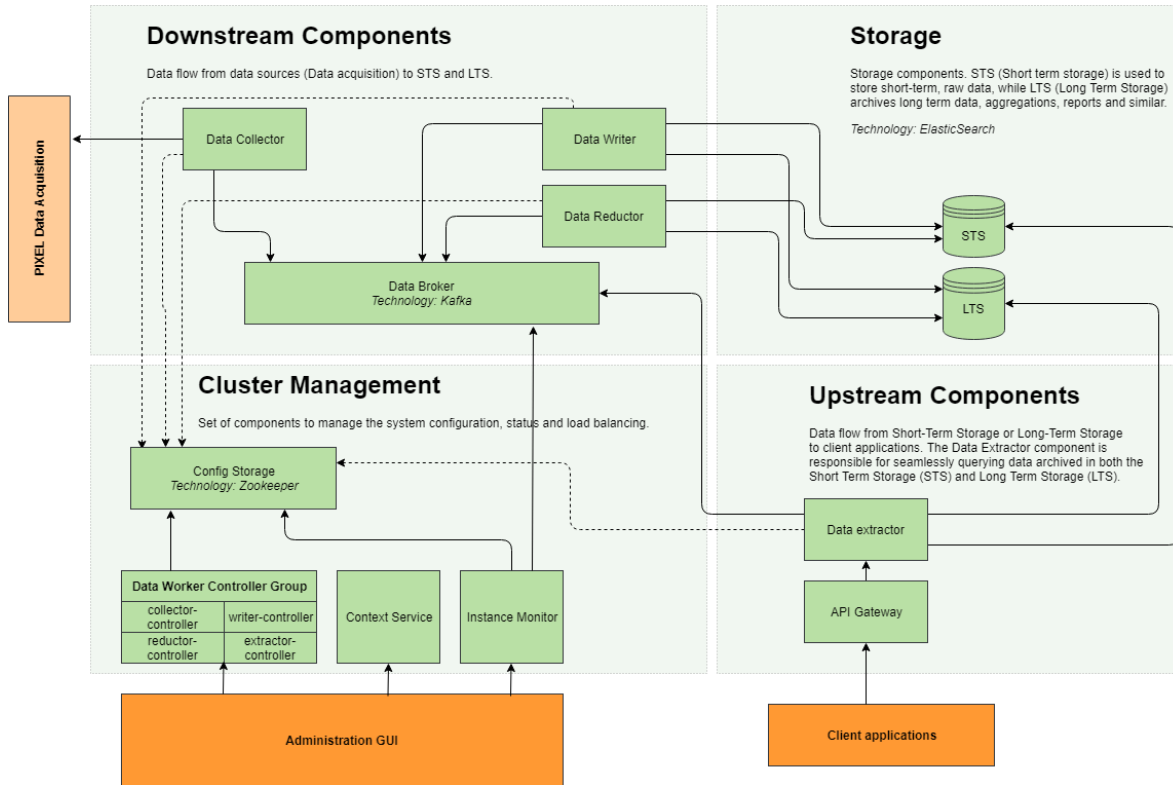 Downstream Components
Data flow from data sources (Data acquisition) to STS and LTS.
Storage
Storage components. STS (Short term storage) is used to
store short-term, raw data, while LTS (Long Term Storage)
archives long term data, aggregations, reports and similar.
Technology: ElasticSearch
PIXEL Data Acquisition
Data Collector
Data Writer
Data Reductor
Data Broker
Technology: Kafka
STS
LTS
Cluster Management
Set of components to manage the system configuration, status and load balancing.
Config Storage
Technology: Zookeeper
Data Worker Controller Group
collector-
controller
writer-controller
reductor-
controller
extractor-
controller
Context Service
Instance Monitor
Upstream Components
Data flow from Short-Term Storage or Long-Term Storage
to client applications. The Data Extractor component is
responsible for seamlessly querying data archived in both the
Short Term Storage (STS) and Long Term Storage (LTS).
Data extractor
API Gateway
Administration GUI
Client applications